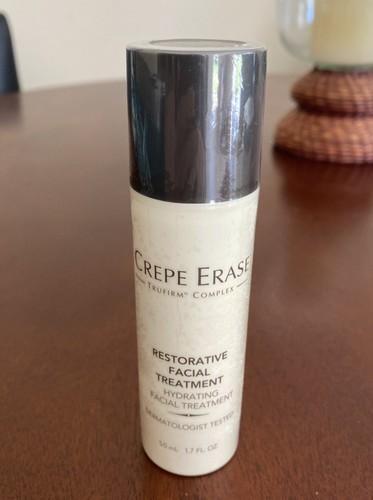 CREPE ERASE
TRUFIRM® COMPLEX
RESTORATIVE
FACIAL
TREATMENT
HYDRATING
FACIAL TREATMENT
DERMATOLOGIST TESTED
50 mL 1.7 FL. OZ